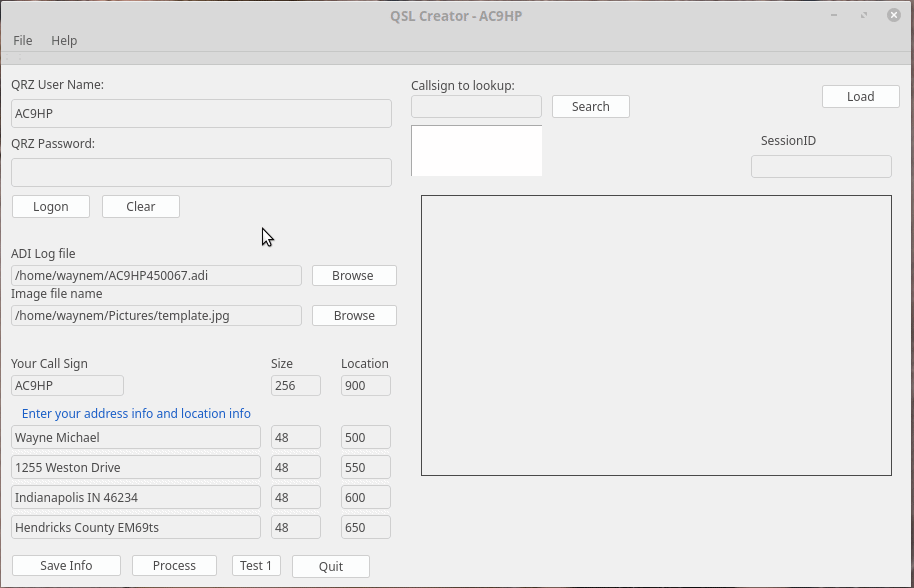 QSL Creator - AC9HP
File Help
QRZ User Name:
AC9HP
QRZ Password:
Logon Clear
Callsign to lookup:
Search
Load
SessionID
ADI Log file
/home/waynem/AC9HP450067.adi Browse
Image file name
/home/waynem/Pictures/template.jpg Browse
Your Call Sign Size Location
AC9HP 256 900
Enter your address info and location info
Wayne Michael 48 500
1255 Weston Drive 48 550
Indianapolis IN 46234 48 600
Hendricks County EM69ts 48 650
Save Info Process Test 1 Quit